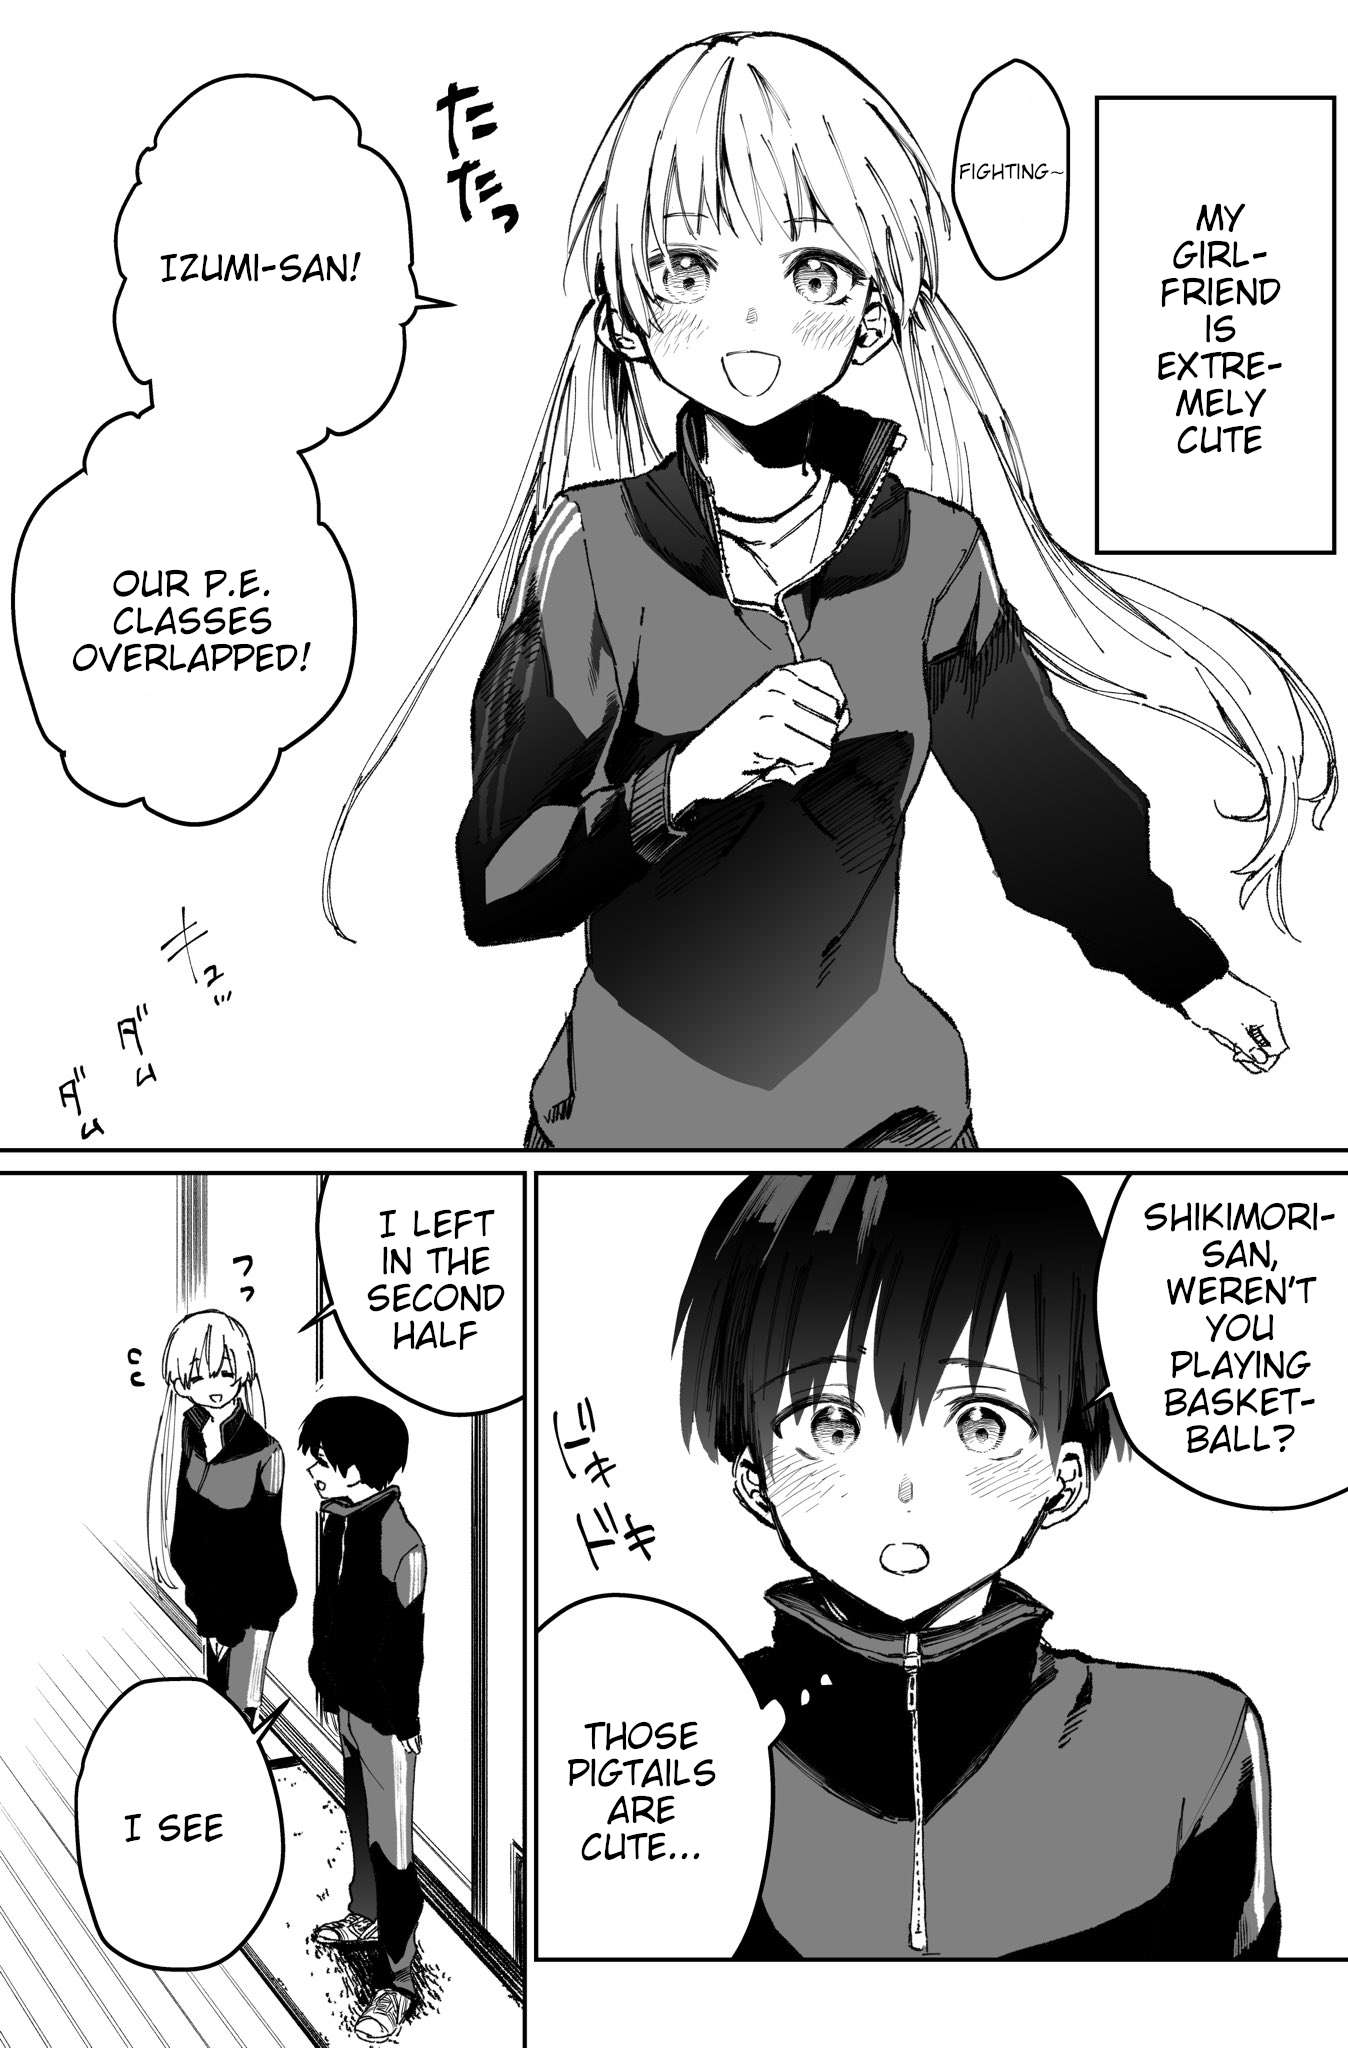 MY
GIRL-
FRIEND
IS
EXTRE-
MELY
CUTE
FIGHTING~
たたたっ
IZUMI-SAN!
OUR P.E.
CLASSES
OVERLAPPED!
キュッ
ダム
ダム
SHIKIMORI-
SAN,
WEREN'T
YOU
PLAYING
BASKET-
BALL?
ドキ
ドキ
THOSE
PIGTAILS
ARE
CUTE...
I LEFT
IN THE
SECOND
HALF
I SEE